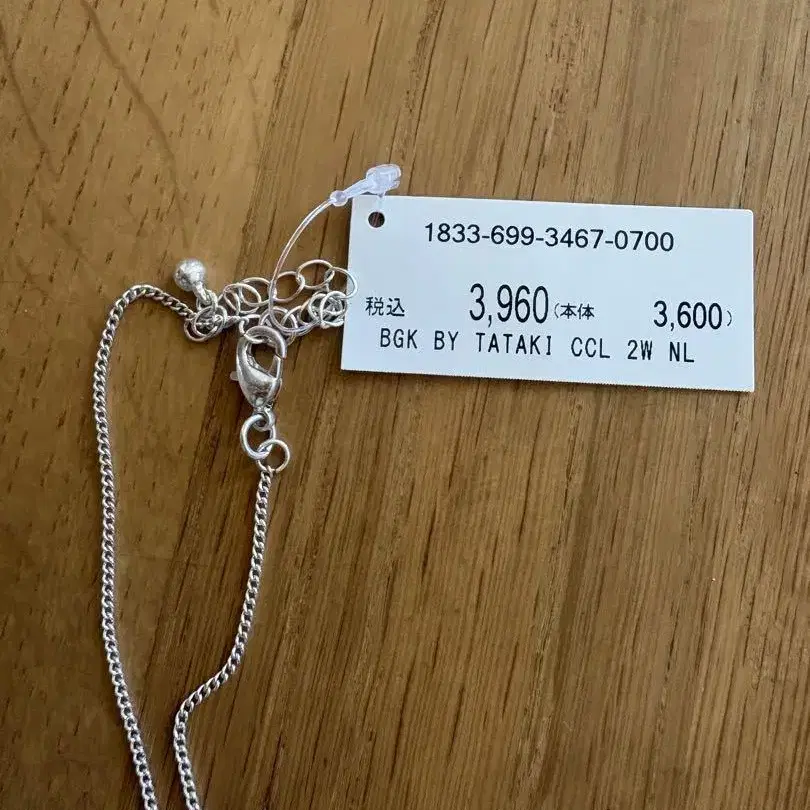 1833-699-3467-0700
税込 3,960(本体 3,600)
BGK BY TATAKI CCL 2W NL